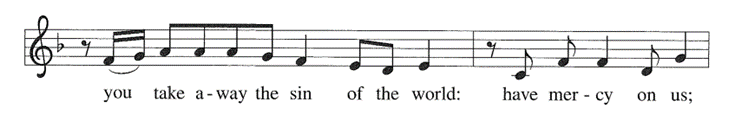 you take a-way the sin of the world: have mer-cy on us;